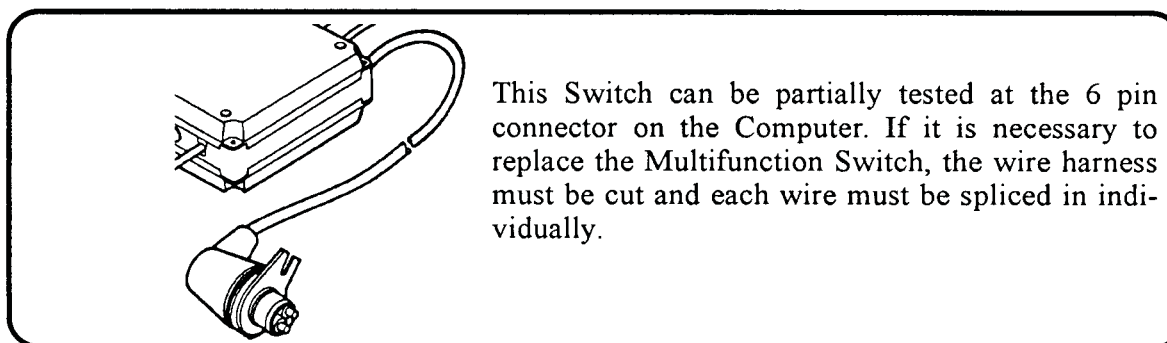 This Switch can be partially tested at the 6 pin
connector on the Computer. If it is necessary to
replace the Multifunction Switch, the wire harness
must be cut and each wire must be spliced in indi-
vidually.